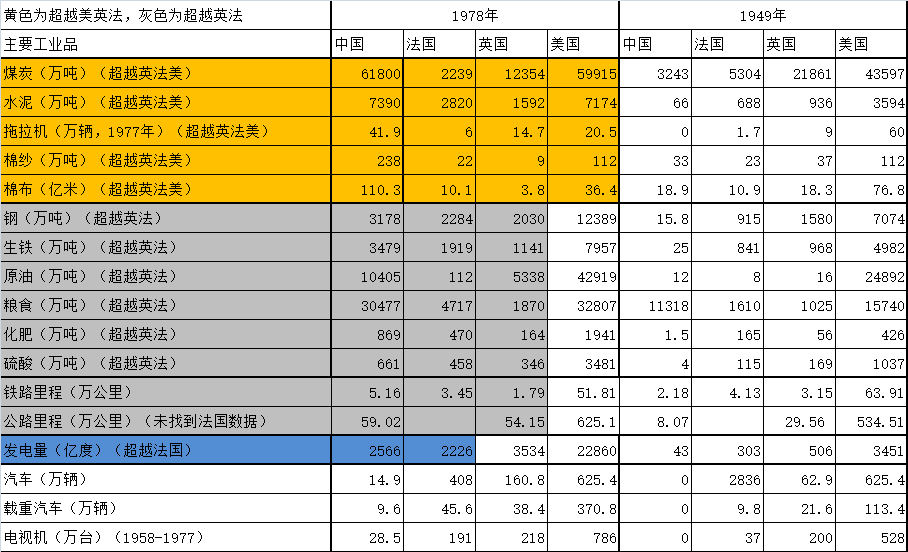 黄色为超越美英法，灰色为超越英法 1978年 1949年
主要工业品 中国 法国 英国 美国 中国 法国 英国 美国
煤炭（万吨）（超越英法美） 61800 2239 12354 59915 3243 5304 21861 43597
水泥（万吨）（超越英法美） 7390 2820 1592 7174 66 688 936 3594
拖拉机（万辆，1977年）（超越英法美） 41.9 6 14.7 20.5 0 1.7 9 60
棉纱（万吨）（超越英法美） 238 22 9 112 33 23 37 112
棉布（亿米）（超越英法美） 110.3 10.1 3.8 36.4 18.9 10.9 18.3 76.8
钢（万吨）（超越英法） 3178 2284 2030 12389 15.8 915 1580 7074
生铁（万吨）（超越英法） 3479 1919 1141 7957 25 841 968 4982
原油（万吨）（超越英法） 10405 112 5338 42919 12 8 16 24892
粮食（万吨）（超越英法） 30477 4717 1870 32807 11318 1610 1025 15740
化肥（万吨）（超越英法） 869 470 164 1941 1.5 165 56 426
硫酸（万吨）（超越英法） 661 458 346 3481 4 115 169 1037
铁路里程（万公里） 5.16 3.45 1.79 51.81 2.18 4.13 3.15 63.91
公路里程（万公里）（未找到法国数据） 59.02 54.15 625.1 8.07 29.56 534.51
发电量（亿度）（超越法国） 2566 2226 3534 22860 43 303 506 3451
汽车（万辆） 14.9 408 160.8 625.4 0 2836 62.9 625.4
载重汽车（万辆） 9.6 45.6 38.4 370.8 0 9.8 21.6 113.4
电视机（万台）（1958-1977） 28.5 191 218 786 0 37 200 528